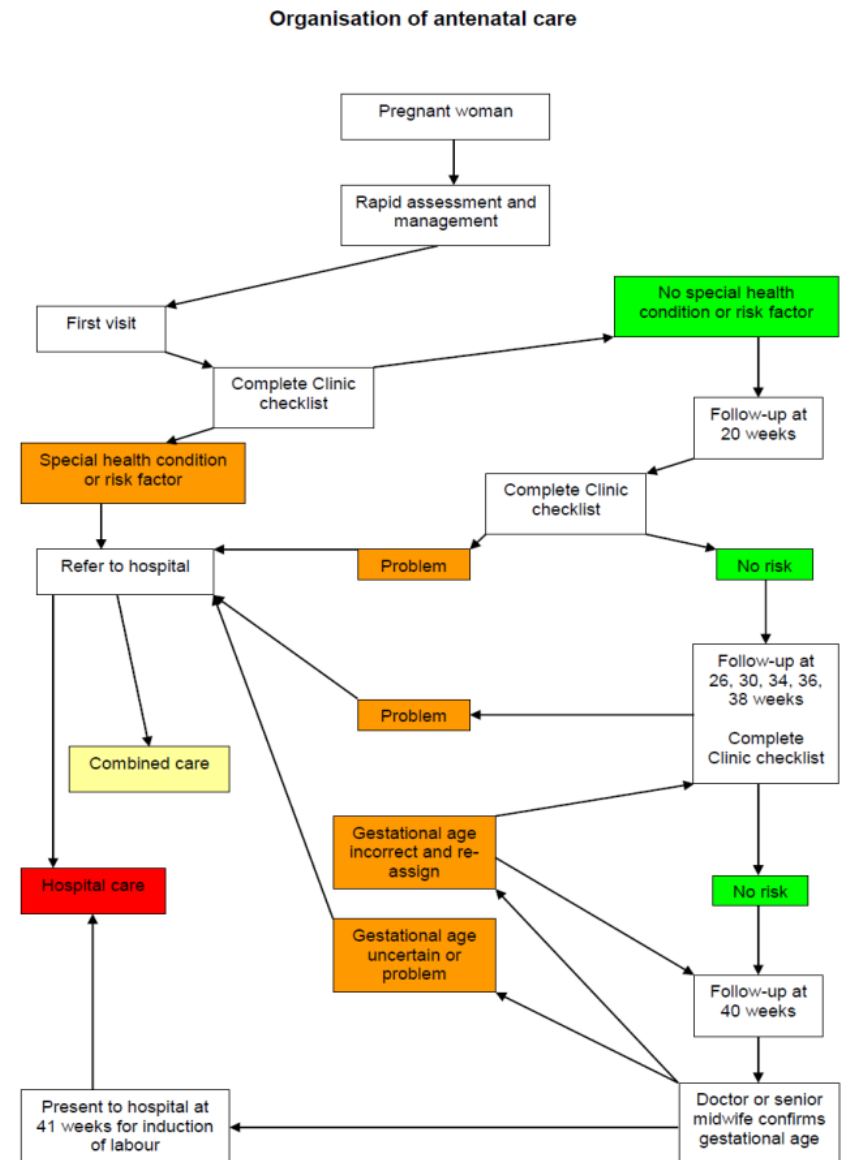 Organisation of antenatal care
Pregnant woman
Rapid assessment and
management
No special health
condition or risk factor
First visit
Complete Clinic
checklist
Follow-up at
20 weeks
Special health condition
or risk factor
Complete Clinic
checklist
Refer to hospital
Problem
No risk
Follow-up at
26, 30, 34, 36,
38 weeks
Complete
Clinic checklist
Problem
Combined care
Gestational age
incorrect and re-
assign
Hospital care
No risk
Gestational age
uncertain or
problem
Follow-up at
40 weeks
Present to hospital at
41 weeks for induction
of labour
Doctor or senior
midwife confirms
gestational age